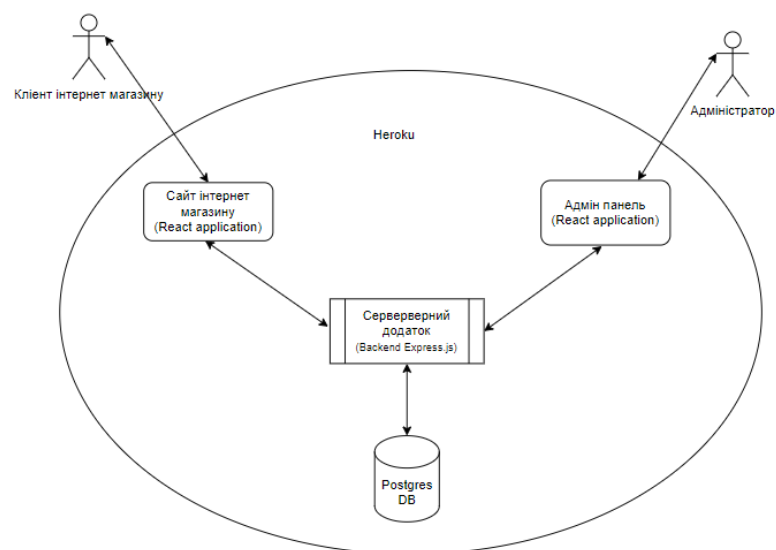 Клієнт інтернет магазину
Адміністратор
Heroku
Сайт інтернет
магазину
(React application)
Адмін панель
(React application)
Серверверний
додаток
(Backend Express.js)
Postgres
DB